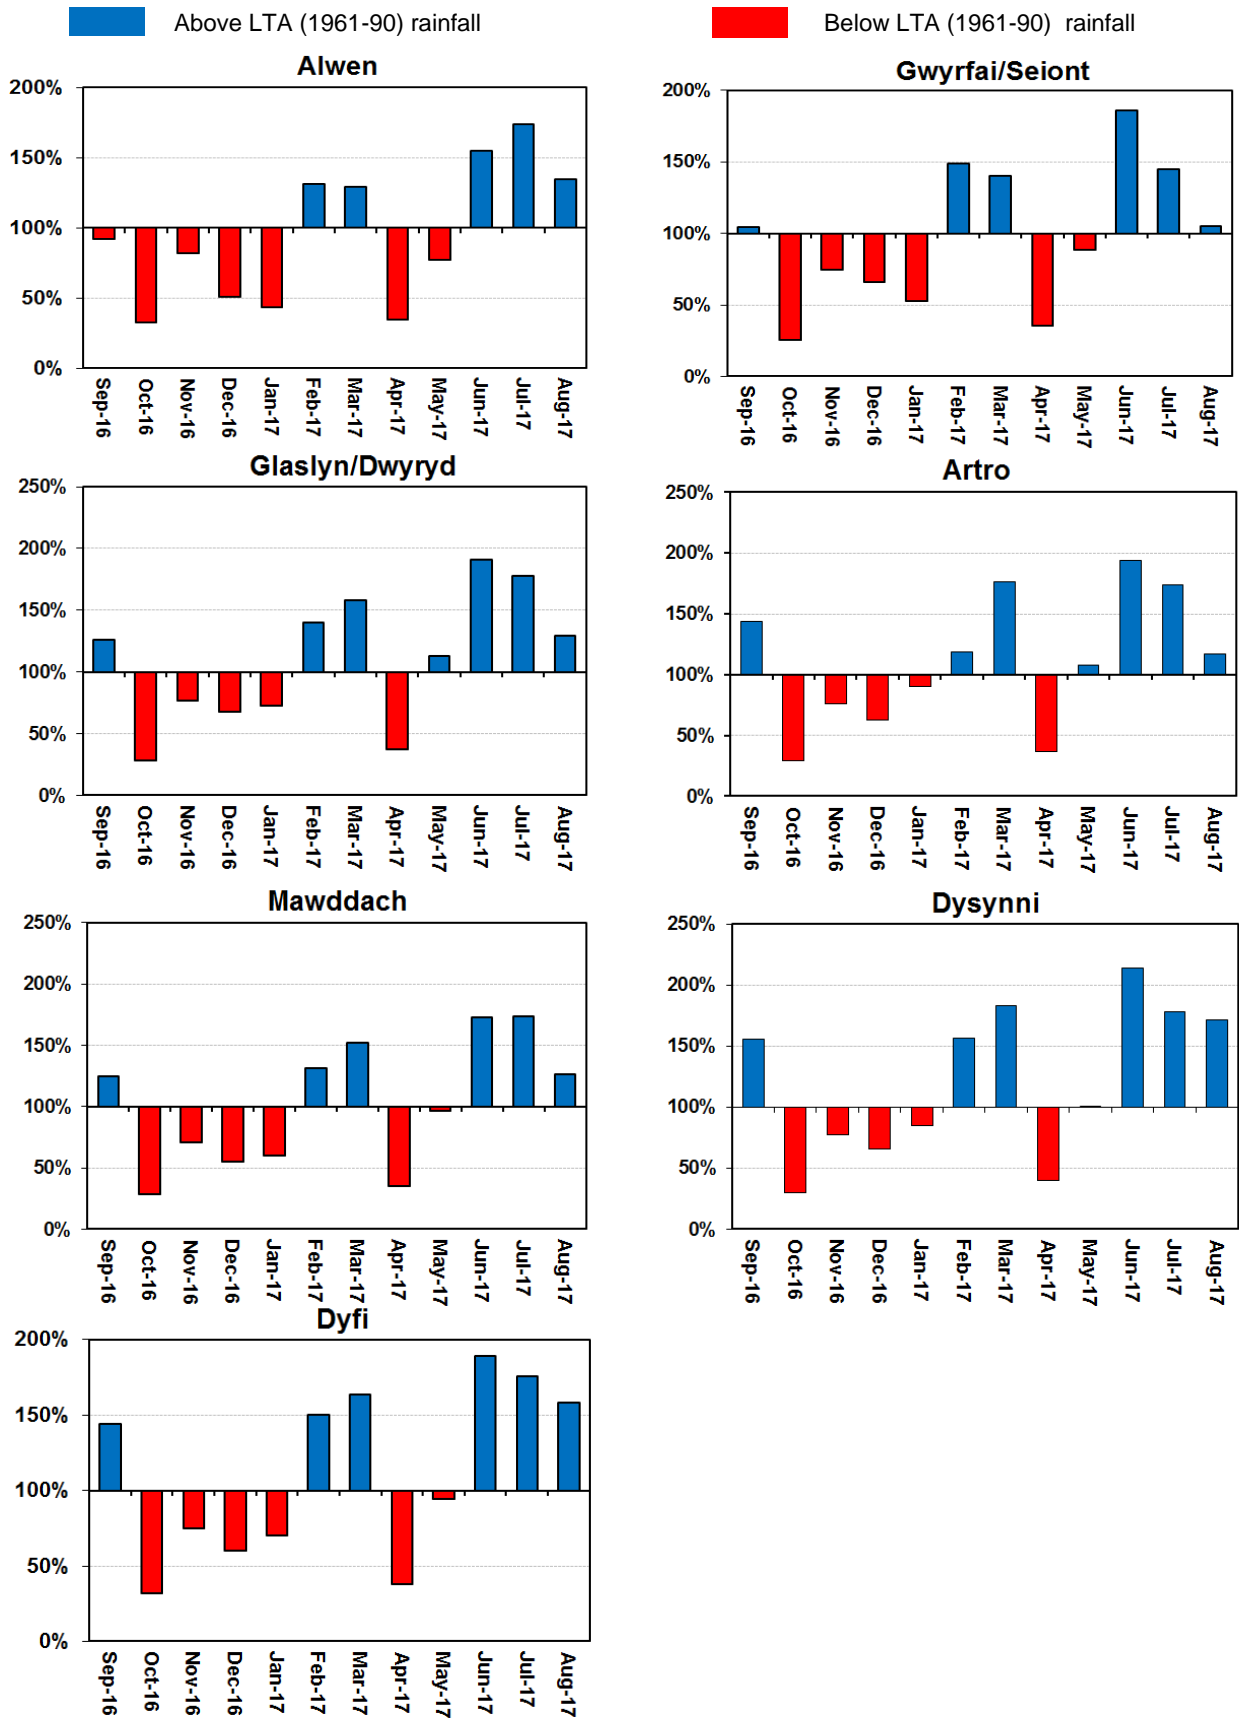 Above LTA (1961-90) rainfall
Below LTA (1961-90) rainfall
Alwen
200%
150%
100%
50%
0%
Sep-16
Oct-16
Nov-16
Dec-16
Jan-17
Feb-17
Mar-17
Apr-17
May-17
Jun-17
Jul-17
Aug-17
Gwyrfai/Seiont
200%
150%
100%
50%
0%
Sep-16
Oct-16
Nov-16
Dec-16
Jan-17
Feb-17
Mar-17
Apr-17
May-17
Jun-17
Jul-17
Aug-17
Glaslyn/Dwyryd
250%
200%
150%
100%
50%
0%
Sep-16
Oct-16
Nov-16
Dec-16
Jan-17
Feb-17
Mar-17
Apr-17
May-17
Jun-17
Jul-17
Aug-17
Artro
250%
200%
150%
100%
50%
0%
Sep-16
Oct-16
Nov-16
Dec-16
Jan-17
Feb-17
Mar-17
Apr-17
May-17
Jun-17
Jul-17
Aug-17
Mawddach
250%
200%
150%
100%
50%
0%
Sep-16
Oct-16
Nov-16
Dec-16
Jan-17
Feb-17
Mar-17
Apr-17
May-17
Jun-17
Jul-17
Aug-17
Dysynni
250%
200%
150%
100%
50%
0%
Sep-16
Oct-16
Nov-16
Dec-16
Jan-17
Feb-17
Mar-17
Apr-17
May-17
Jun-17
Jul-17
Aug-17
Dyfi
200%
150%
100%
50%
0%
Sep-16
Oct-16
Nov-16
Dec-16
Jan-17
Feb-17
Mar-17
Apr-17
May-17
Jun-17
Jul-17
Aug-17